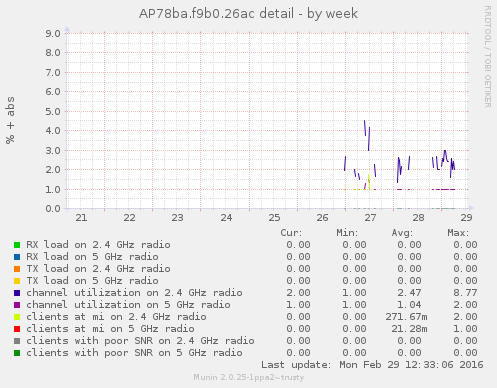 AP78ba.f9b0.26ac detail - by week
RRDTOOL / TOBI OETIKER
% + abs
9.0
8.0
7.0
6.0
5.0
4.0
3.0
2.0
1.0
0.0
21 22 23 24 25 26 27 28 29
Cur: Min: Avg: Max:
RX load on 2.4 GHz radio 0.00 0.00 0.00 0.00
RX load on 5 GHz radio 0.00 0.00 0.00 0.00
TX load on 2.4 GHz radio 0.00 0.00 0.00 0.00
TX load on 5 GHz radio 0.00 0.00 0.00 0.00
channel utilization on 2.4 GHz radio 2.00 1.00 2.47 8.77
channel utilization on 5 GHz radio 1.00 1.00 1.04 2.00
clients at mi on 2.4 GHz radio 0.00 0.00 271.67m 2.00
clients at mi on 5 GHz radio 0.00 0.00 21.28m 1.00
clients with poor SNR on 2.4 GHz radio 0.00 0.00 0.00 0.00
clients with poor SNR on 5 GHz radio 0.00 0.00 0.00 0.00
Last update: Mon Feb 29 12:33:06 2016
Munin 2.0.25-1ppa2~trusty